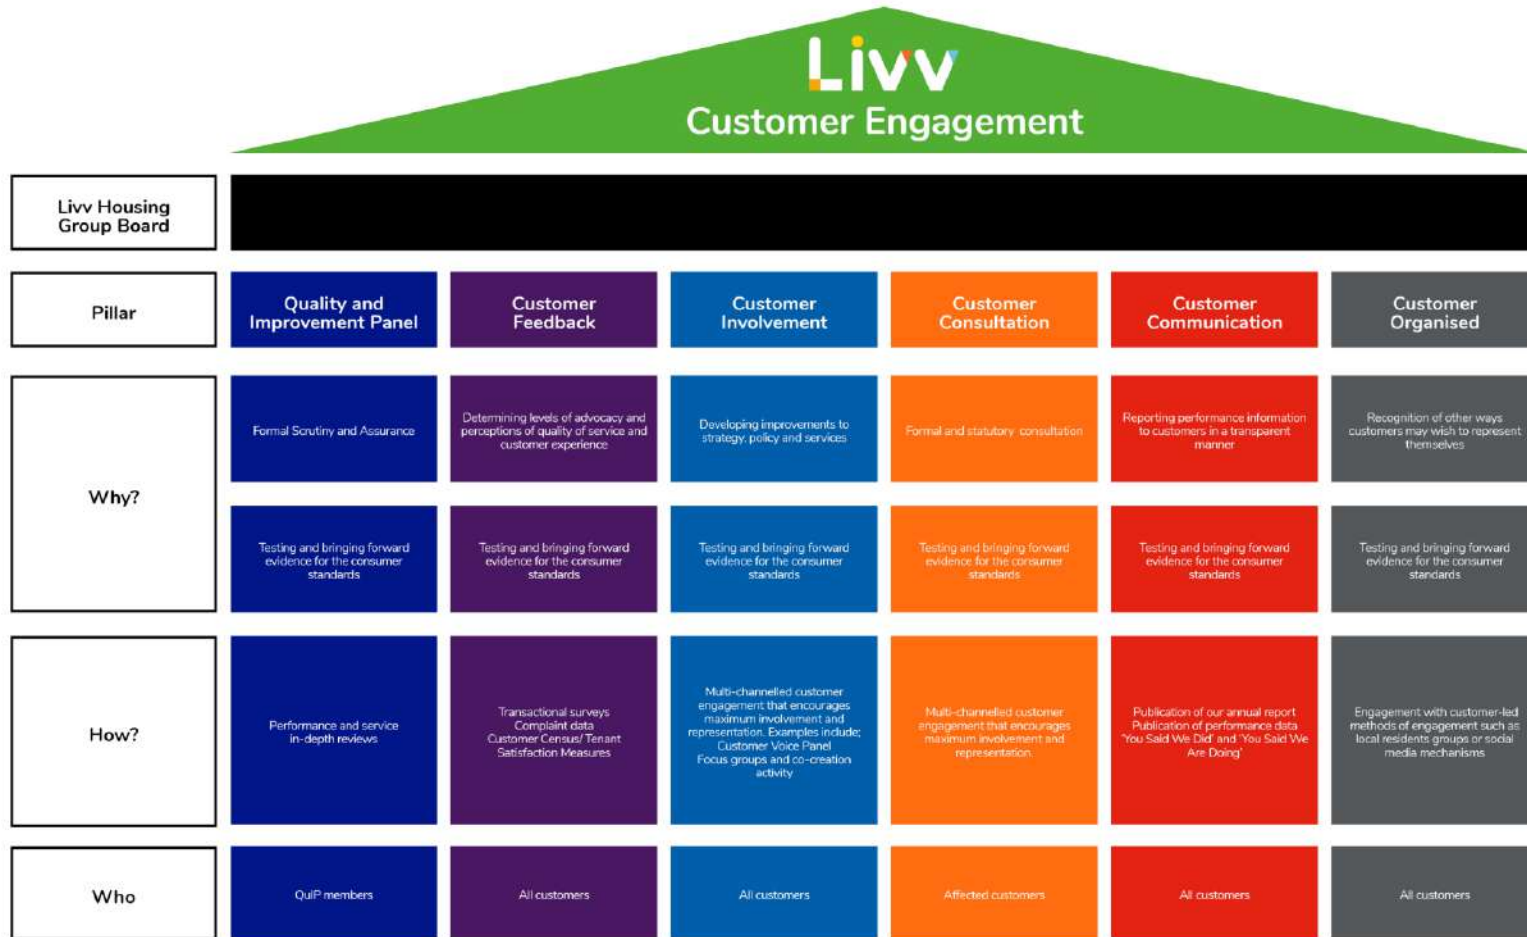 Livv
Customer Engagement
Livv Housing
Group Board
Pillar
Quality and
Improvement Panel
Customer
Feedback
Customer
Involvement
Customer
Consultation
Customer
Communication
Customer
Organised
Why?
Formal Scrutiny and Assurance
Determining levels of advocacy and
perceptions of quality of service and
customer experience
Developing improvements to
strategy, policy and services
Formal and statutory consultation
Reporting performance information
to customers in a transparent
manner
Recognition of other ways
customers may wish to represent
themselves
Testing and bringing forward
evidence for the consumer
standards
Testing and bringing forward
evidence for the consumer
standards
Testing and bringing forward
evidence for the consumer
standards
Testing and bringing forward
evidence for the consumer
standards
Testing and bringing forward
evidence for the consumer
standards
Testing and bringing forward
evidence for the consumer
standards
How?
Performance and service
in-depth reviews
Transactional surveys
Complaint data
Customer Census/ Tenant
Satisfaction Measures
Multi-channelled customer
engagement that encourages
maximum involvement and
representation. Examples include;
Customer Voice Panel
Focus groups and co-creation
activity
Multi-channelled customer
engagement that encourages
maximum involvement and
representation.
Publication of our annual report
Publication of performance data
'You Said We Did' and 'You Said We
Are Doing'
Engagement with customer-led
methods of engagement such as
local residents groups or social
media mechanisms
Who
QuIP members
All customers
All customers
Affected customers
All customers
All customers